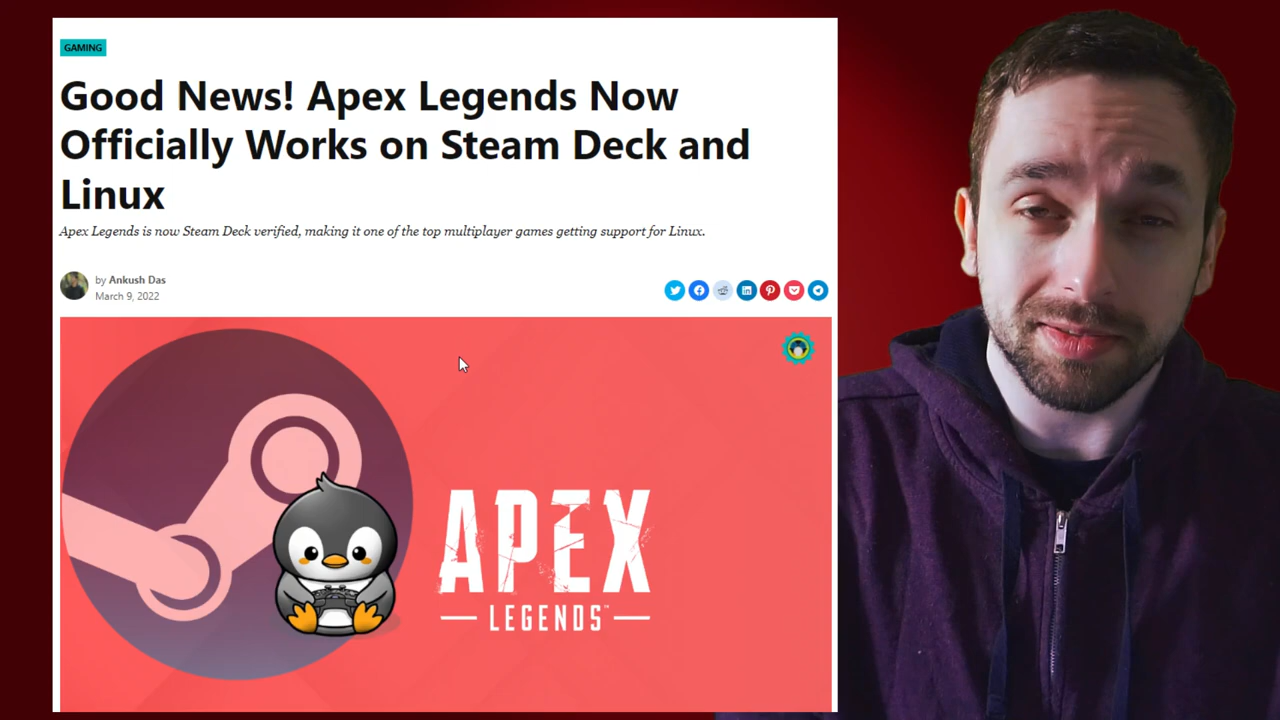 GAMING
Good News! Apex Legends Now
Officially Works on Steam Deck and
Linux
Apex Legends is now Steam Deck verified, making it one of the top multiplayer games getting support for Linux.
by Ankush Das
March 9, 2022
APEX
LEGENDS™